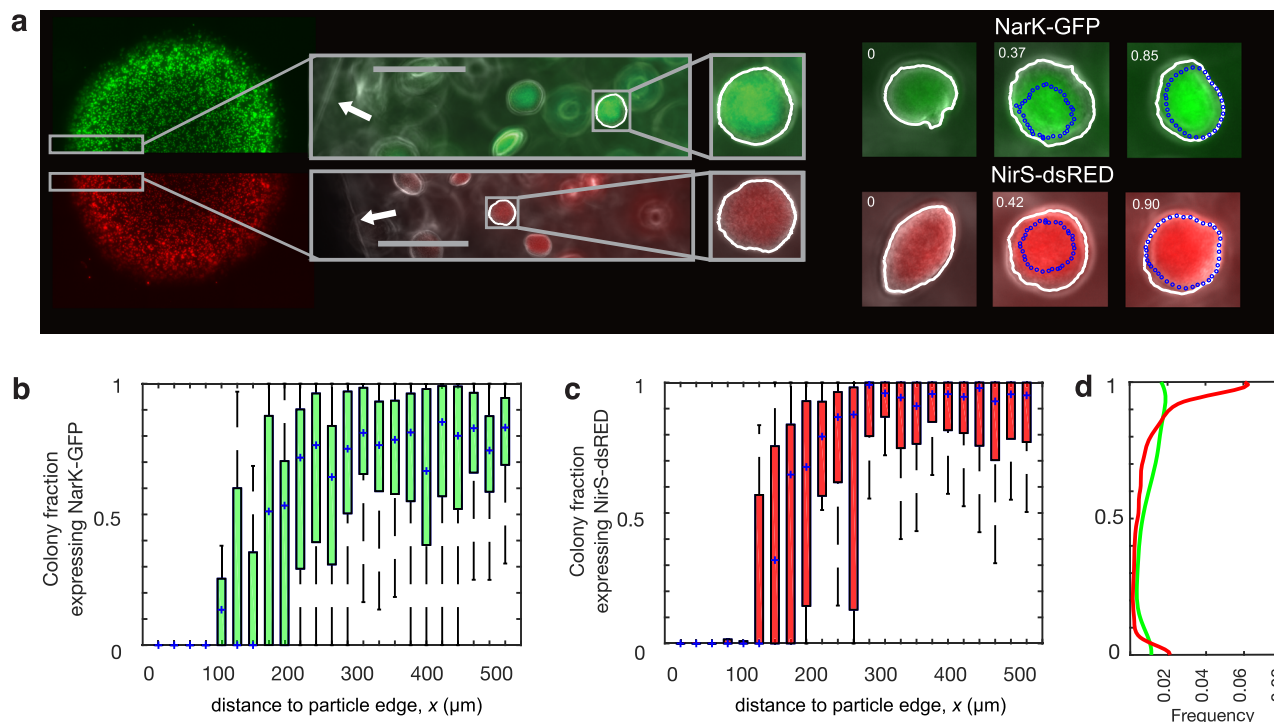 a
NarK-GFP
0
0.37
0.85
NirS-dsRED
0
0.42
0.90
b
Colony fraction
expressing NarK-GFP
1
0.5
0
0
100
200
300
400
500
distance to particle edge, x (µm)
c
Colony fraction
expressing NirS-dsRED
1
0.5
0
0
100
200
300
400
500
distance to particle edge, x (µm)
d
1
0.5
0
0.02
0.04
0.06
Frequency